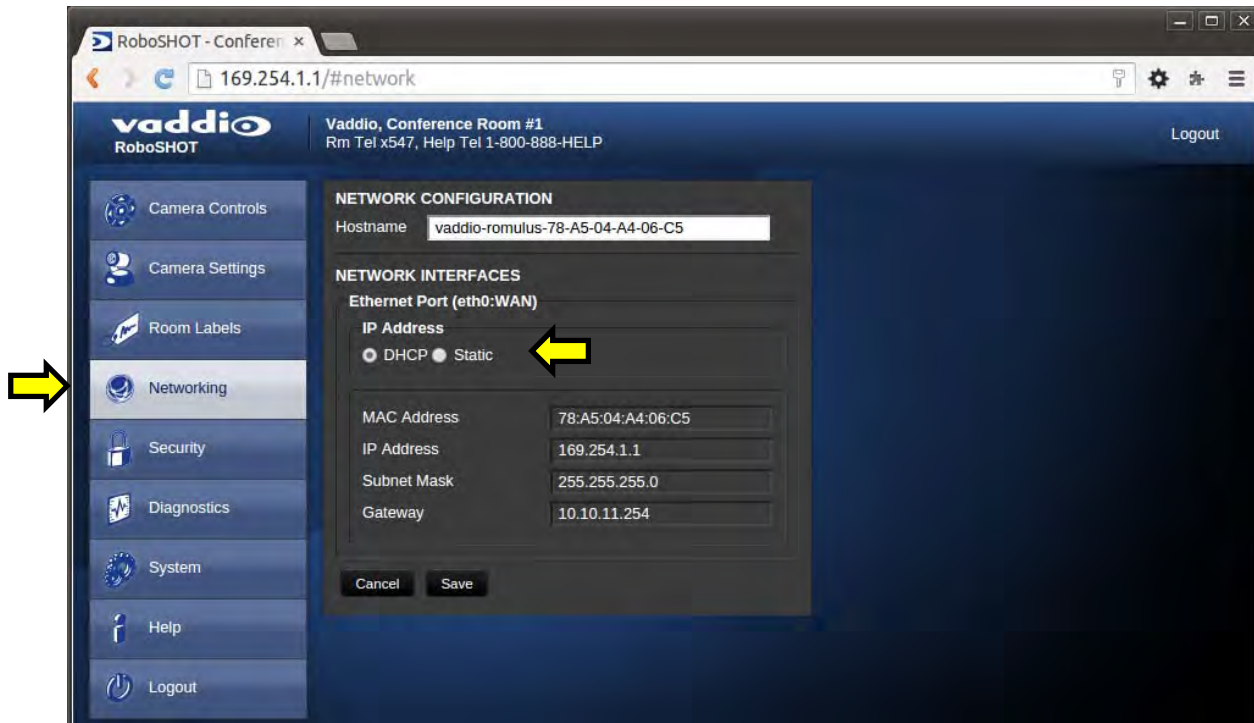 RoboSHOT - Conferen
169.254.1.1/#network
vaddio
RoboSHOT
Vaddio, Conference Room #1
Rm Tel x547, Help Tel 1-800-888-HELP
Logout
Camera Controls
Camera Settings
Room Labels
Networking
Security
Diagnostics
System
Help
Logout
NETWORK CONFIGURATION
Hostname vaddio-romulus-78-A5-04-A4-06-C5
NETWORK INTERFACES
Ethernet Port (eth0:WAN)
IP Address
DHCP Static
MAC Address 78:A5:04:A4:06:C5
IP Address 169.254.1.1
Subnet Mask 255.255.255.0
Gateway 10.10.11.254
Cancel Save